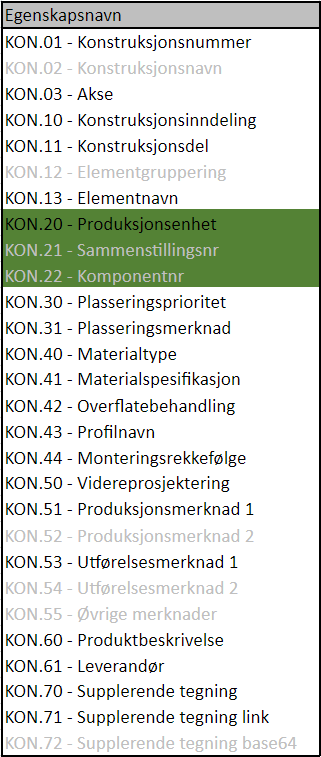 Egenskapsnavn
KON.01 - Konstruksjonsnummer
KON.02 - Konstruksjonsnavn
KON.03 - Akse
KON.10 - Konstruksjonsinndeling
KON.11 - Konstruksjonsdel
KON.12 - Elementgruppering
KON.13 - Elementnavn
KON.20 - Produksjonsenhet
KON.21 - Sammenstillingsnr
KON.22 - Komponentnr
KON.30 - Plasseringsprioritet
KON.31 - Plasseringsmerknad
KON.40 - Materialtype
KON.41 - Materialspesifikasjon
KON.42 - Overflatebehandling
KON.43 - Profilnavn
KON.44 - Monteringsrekkefølge
KON.50 - Videreprosjektering
KON.51 - Produksjonsmerknad 1
KON.52 - Produksjonsmerknad 2
KON.53 - Utførelsesmerknad 1
KON.54 - Utførelsesmerknad 2
KON.55 - Øvrige merknader
KON.60 - Produktbeskrivelse
KON.61 - Leverandør
KON.70 - Supplerende tegning
KON.71 - Supplerende tegning link
KON.72 - Supplerende tegning base64